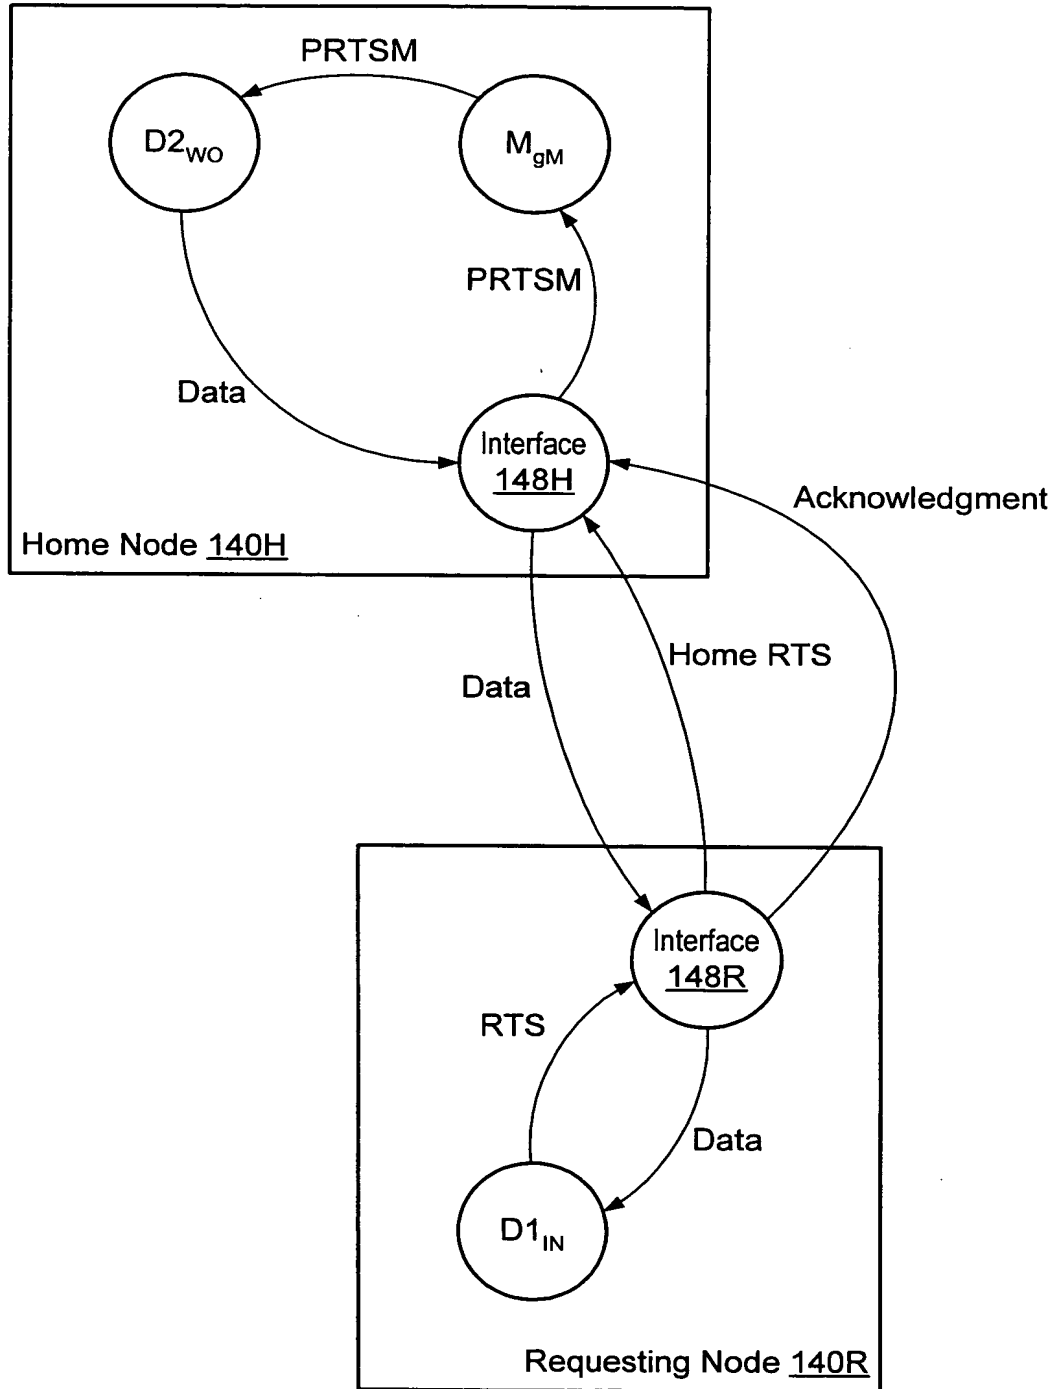 PRTSM
D2WO
MgM
PRTSM
Data
Interface
148H
Acknowledgment
Home Node 140H
Home RTS
Data
Interface
148R
RTS
Data
D1IN
Requesting Node 140R